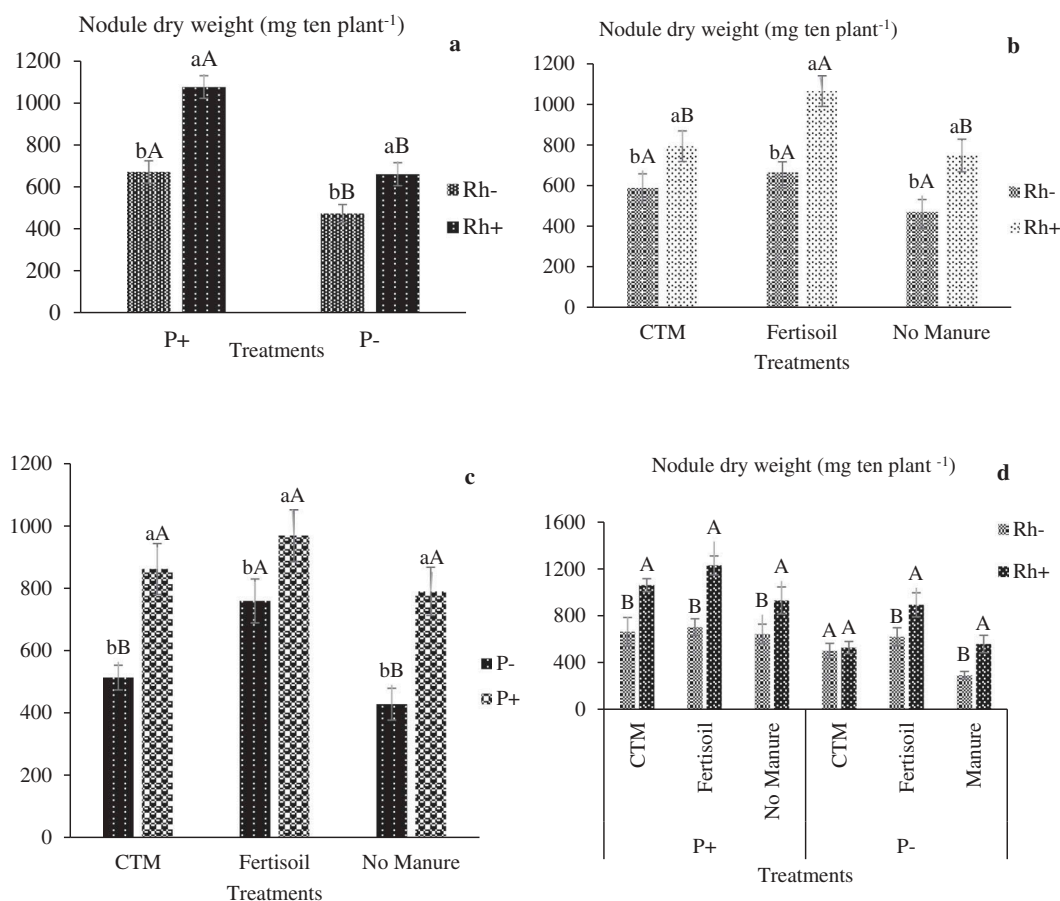 Nodule dry weight (mg ten plant-1)
a
1200
1000
800
600
400
200
0
bA
aA
bB
aB
Rh-
Rh+
P+
P-
Treatments
Nodule dry weight (mg ten plant-1)
b
1200
1000
800
600
400
200
0
bA
aB
bA
aA
bA
aB
Rh-
Rh+
CTM
Fertisoil
No Manure
Treatments
c
1200
1000
800
600
400
200
0
bB
aA
bA
aA
bB
aA
P-
P+
CTM
Fertisoil
No Manure
Treatments
Nodule dry weight (mg ten plant -1)
d
1600
1200
800
400
0
B
A
B
A
B
A
A
A
B
A
B
A
Rh-
Rh+
CTM
Fertisoil
No Manure
CTM
Fertisoil
Manure
P+
P-
Treatments